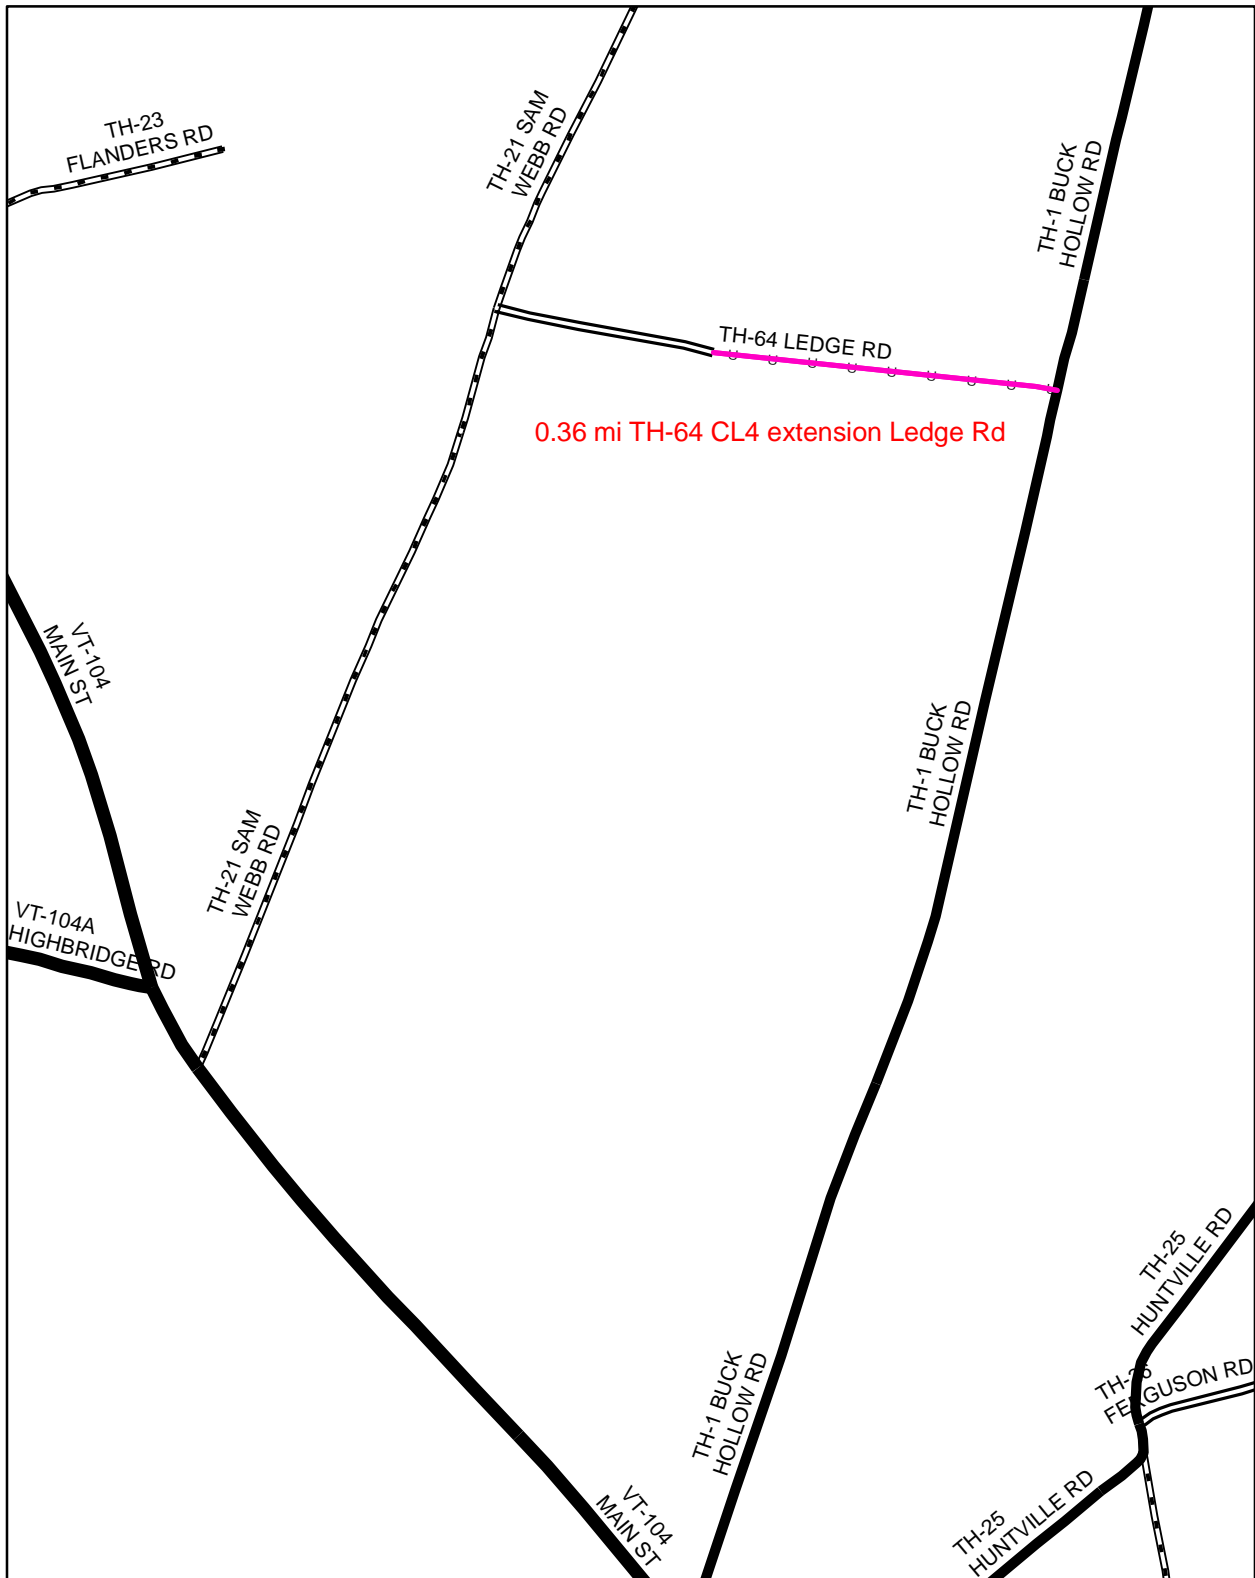 TH-23
FLANDERS RD
TH-21 SAM
WEBB RD
TH-1 BUCK
HOLLOW RD
TH-64 LEDGE RD
0.36 mi TH-64 CL4 extension Ledge Rd
VT-104
MAIN ST
TH-1 BUCK
HOLLOW RD
TH-21 SAM
WEBB RD
VT-104A
HIGHBRIDGE RD
TH-25
HUNTVILLE RD
TH-1 BUCK
HOLLOW RD
TH-26
FERGUSON RD
VT-104
MAIN ST
TH-25
HUNTVILLE RD